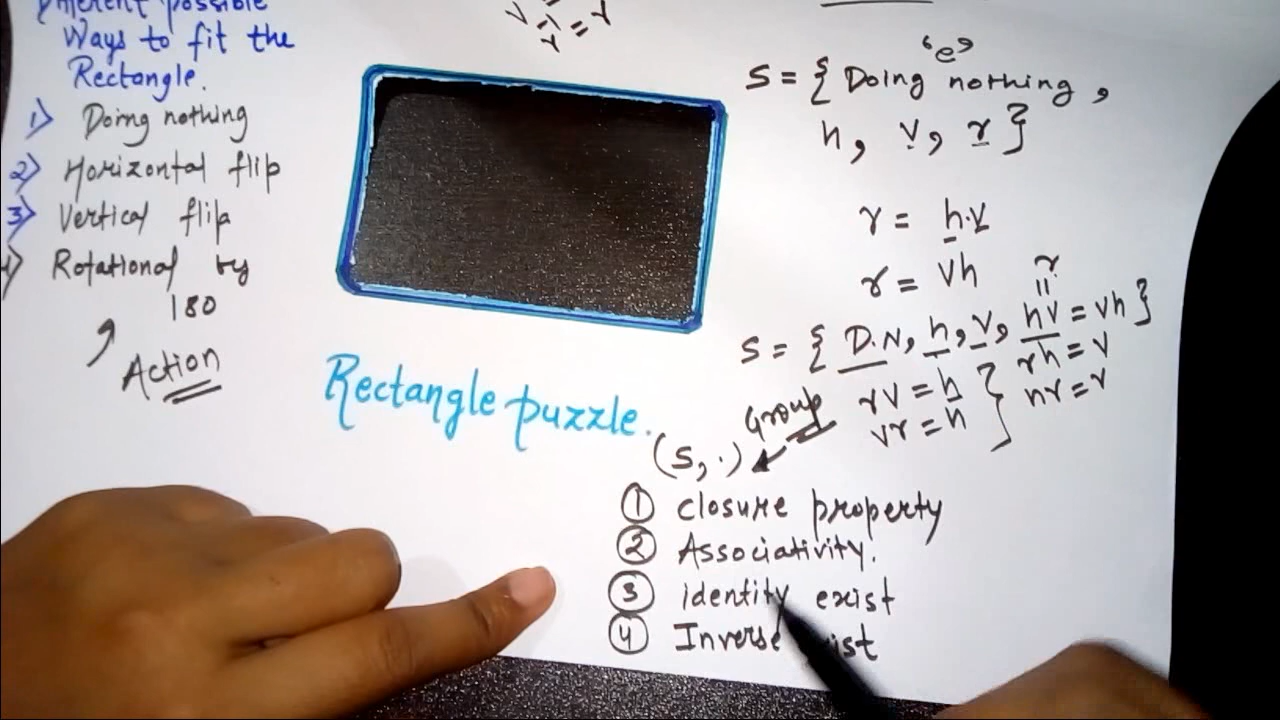 Different possible
Ways to fit the
Rectangle.
1) Doing nothing
2) Horizontal flip
3) Vertical flip
4) Rotational by
180
Action
Rectangle puzzle.
'e'
S = { Doing nothing ,
h, v, r }
r = h.v
r = vh
r
=
S = { D.N, h, v, hv = vh }
rv = h } rh = v
vr = h } hr = v
Group
(S, .)
1 closure property
2 Associativity.
3 identity exist
4 Inverse